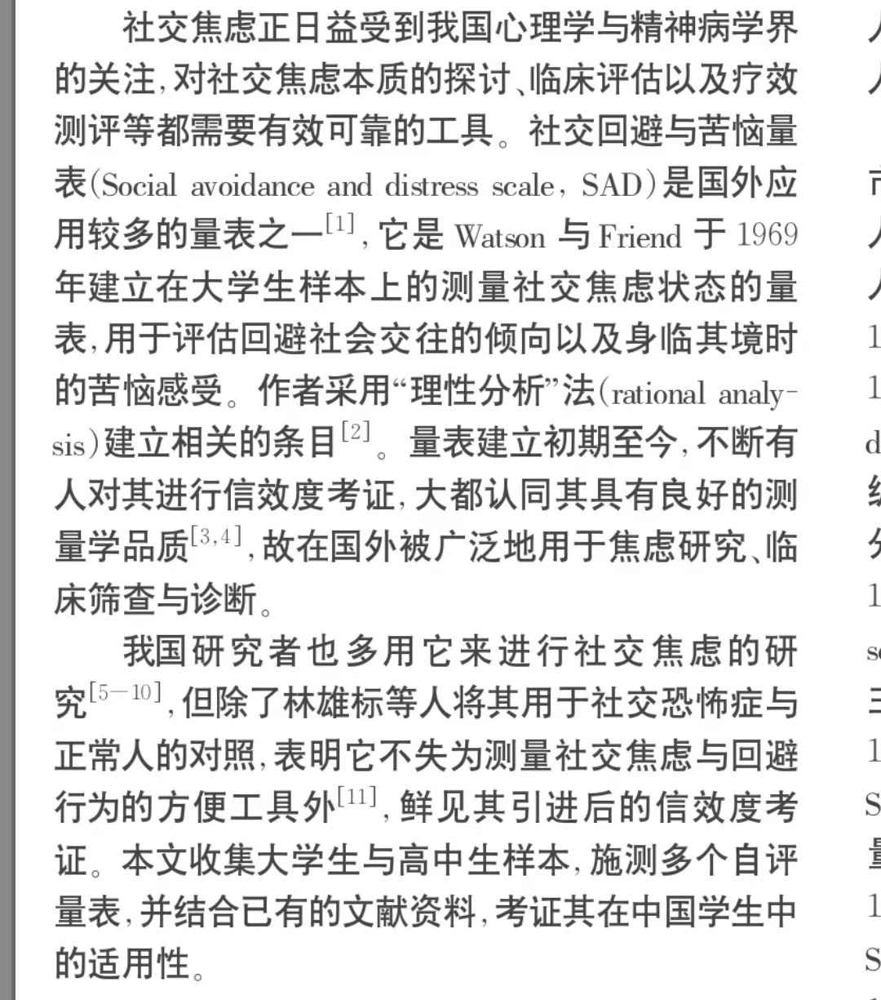 社交焦虑正日益受到我国心理学与精神病学界
的关注,对社交焦虑本质的探讨、临床评估以及疗效
测评等都需要有效可靠的工具。社交回避与苦恼量
表(Social avoidance and distress scale, SAD)是国外应
用较多的量表之一[1],它是 Watson 与 Friend 于 1969
年建立在大学生样本上的测量社交焦虑状态的量
表,用于评估回避社会交往的倾向以及身临其境时
的苦恼感受。作者采用“理性分析”法(rational analy-
sis)建立相关的条目[2]。量表建立初期至今,不断有
人对其进行信效度考证,大都认同其具有良好的测
量学品质[3,4],故在国外被广泛地用于焦虑研究、临
床筛查与诊断。
我国研究者也多用它来进行社交焦虑的研
究[5—10],但除了林雄标等人将其用于社交恐怖症与
正常人的对照,表明它不失为测量社交焦虑与回避
行为的方便工具外[11],鲜见其引进后的信效度考
证。本文收集大学生与高中生样本,施测多个自评
量表,并结合已有的文献资料,考证其在中国学生中
的适用性。